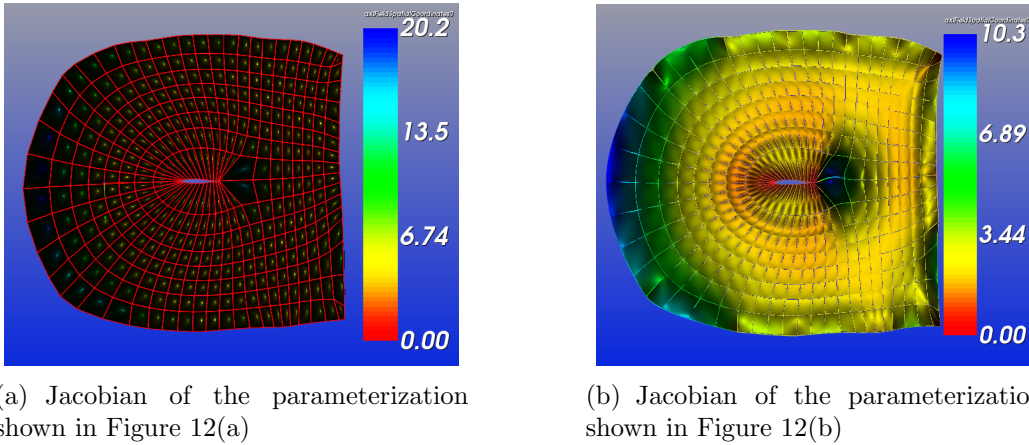 20.2
13.5
6.74
0.00
10.3
6.89
3.44
0.00
(a) Jacobian of the parameterization
shown in Figure 12(a)
(b) Jacobian of the parameterizatio
shown in Figure 12(b)